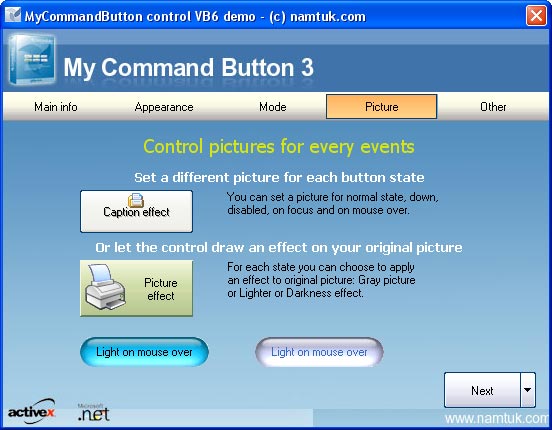 MyCommandButton control VB6 demo - (c) namtuk.com
My Command Button 3
Main info
Appearance
Mode
Picture
Other
Control pictures for every events
Set a different picture for each button state
Caption effect
You can set a picture for normal state, down,
disabled, on focus and on mouse over.
Or let the control draw an effect on your original picture
Picture
effect
For each state you can choose to apply
an effect to original picture: Gray picture
or Lighter or Darkness effect.
Light on mouse over
Light on mouse over
Next
activex
Microsoft
.net
www.namtuk.com